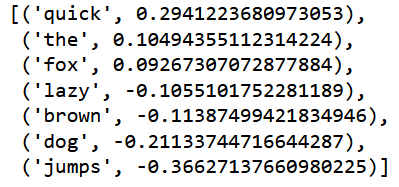 [('quick', 0.2941223680973053),
('the', 0.10494355112314224),
('fox', 0.09267307072877884),
('lazy', -0.1055101752281189),
('brown', -0.11387499421834946),
('dog', -0.21133744716644287),
('jumps', -0.36627137660980225)]